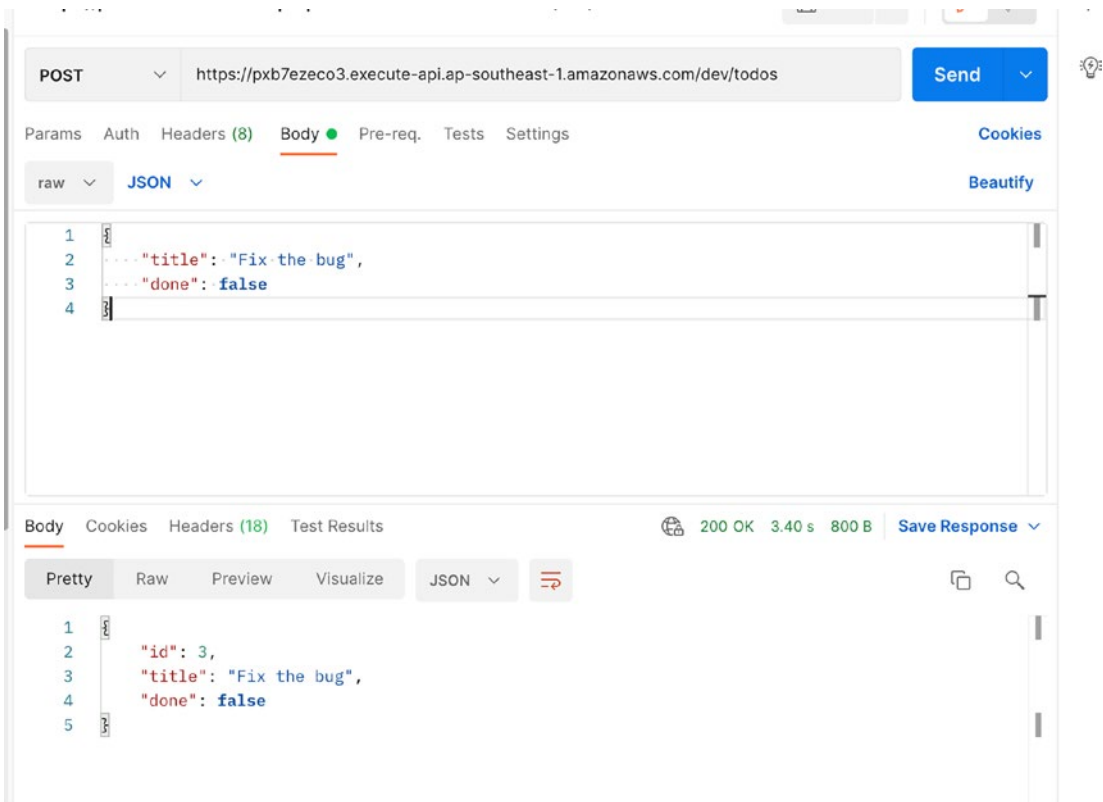 POST https://pxb7ezeco3.execute-api.ap-southeast-1.amazonaws.com/dev/todos Send
Params Auth Headers (8) Body Pre-req. Tests Settings Cookies
raw JSON Beautify
1 {
2 "title": "Fix the bug",
3 "done": false
4 }
Body Cookies Headers (18) Test Results 200 OK 3.40 s 800 B Save Response
Pretty Raw Preview Visualize JSON
1 {
2 "id": 3,
3 "title": "Fix the bug",
4 "done": false
5 }